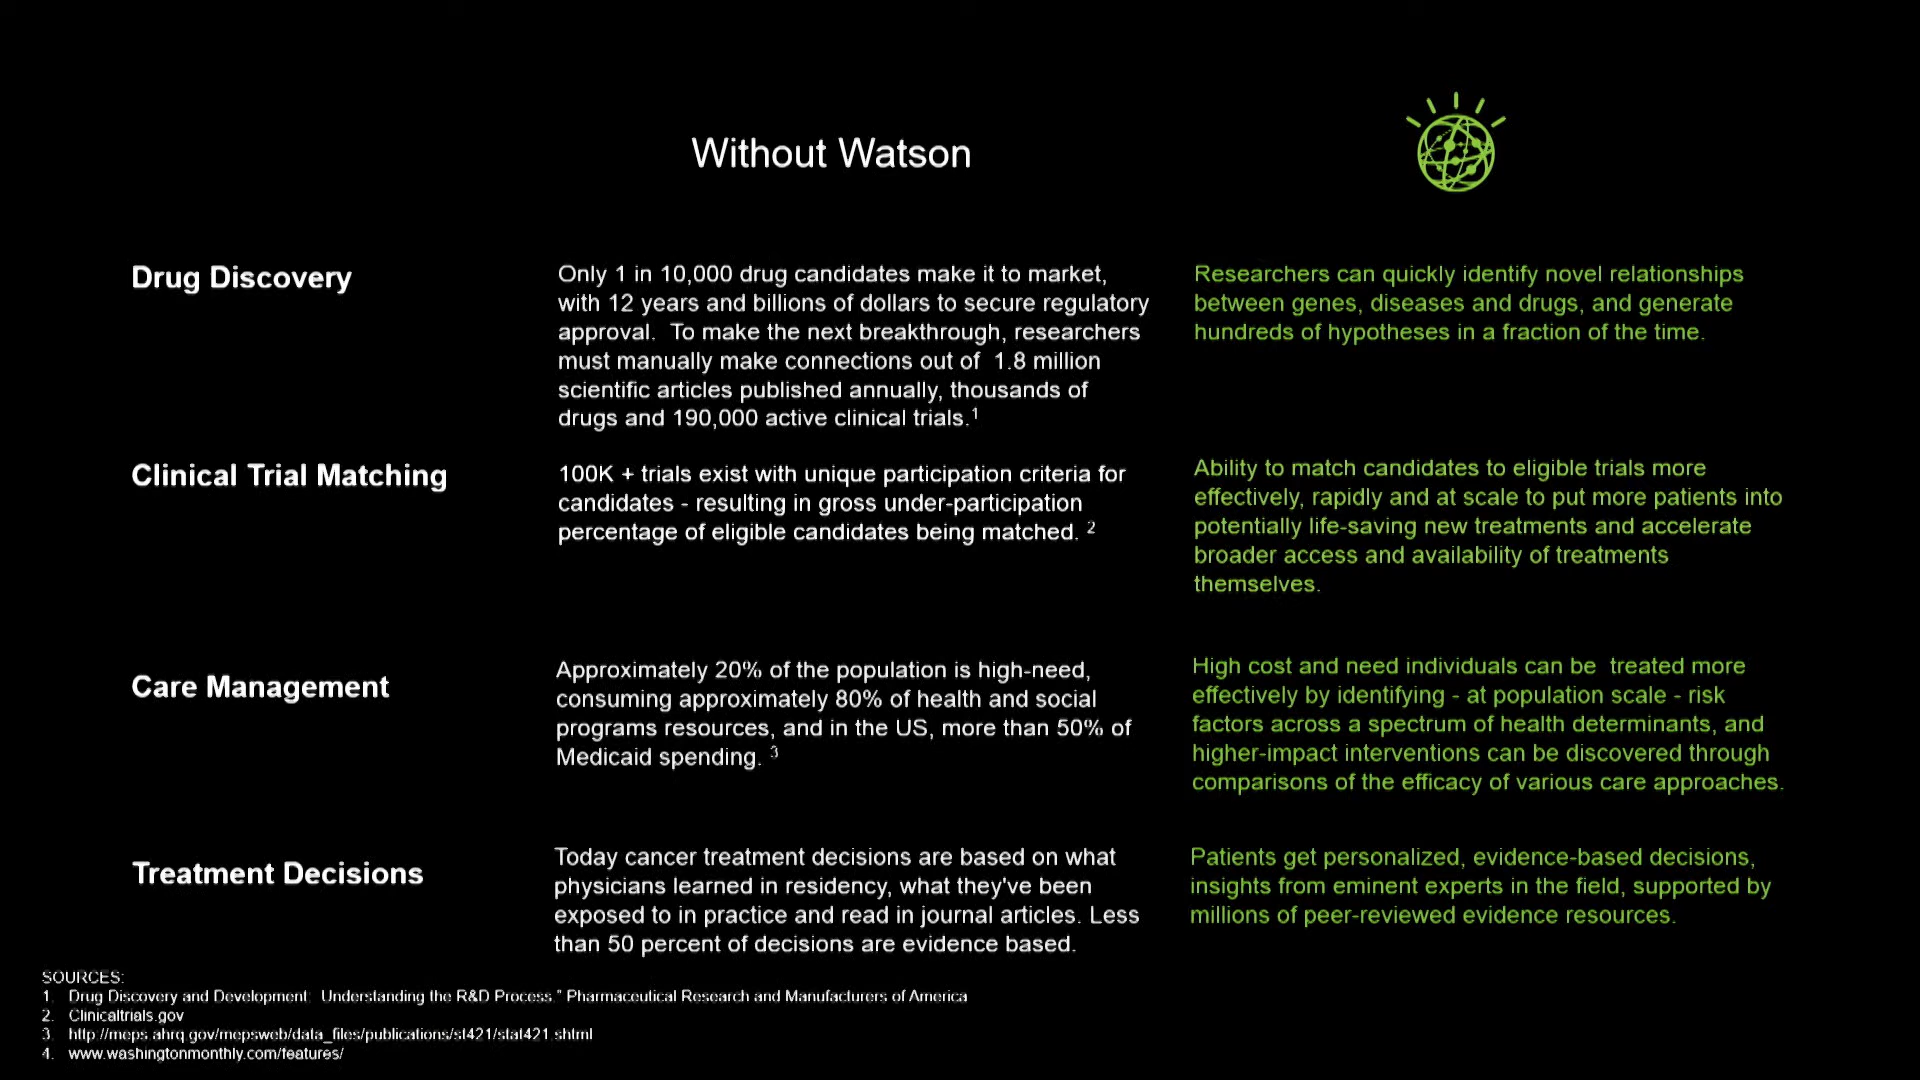 Without Watson
Drug Discovery
Only 1 in 10,000 drug candidates make it to market,
with 12 years and billions of dollars to secure regulatory
approval.  To make the next breakthrough, researchers
must manually make connections out of  1.8 million
scientific articles published annually, thousands of
drugs and 190,000 active clinical trials.¹
Researchers can quickly identify novel relationships
between genes, diseases and drugs, and generate
hundreds of hypotheses in a fraction of the time.
Clinical Trial Matching
100K + trials exist with unique participation criteria for
candidates - resulting in gross under-participation
percentage of eligible candidates being matched. ²
Ability to match candidates to eligible trials more
effectively, rapidly and at scale to put more patients into
potentially life-saving new treatments and accelerate
broader access and availability of treatments
themselves.
Care Management
Approximately 20% of the population is high-need,
consuming approximately 80% of health and social
programs resources, and in the US, more than 50% of
Medicaid spending. ³
High cost and need individuals can be  treated more
effectively by identifying - at population scale - risk
factors across a spectrum of health determinants, and
higher-impact interventions can be discovered through
comparisons of the efficacy of various care approaches.
Treatment Decisions
Today cancer treatment decisions are based on what
physicians learned in residency, what they've been
exposed to in practice and read in journal articles. Less
than 50 percent of decisions are evidence based.
Patients get personalized, evidence-based decisions,
insights from eminent experts in the field, supported by
millions of peer-reviewed evidence resources.
SOURCES:
1. Drug Discovery and Development: Understanding the R&D Process." Pharmaceutical Research and Manufacturers of America
2. Clinicaltrials.gov
3. http://meps.ahrq.gov/mepsweb/data_files/publications/st421/stat421.shtml
4. www.washingtonmonthly.com/features/